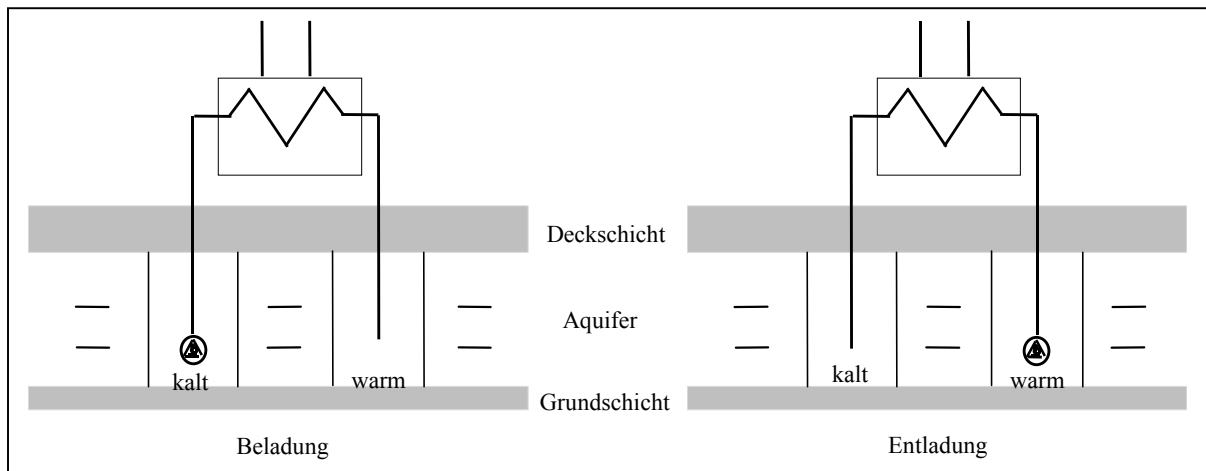 Deckschicht
Aquifer
kalt
warm
kalt
warm
Grundschicht
Beladung
Entladung